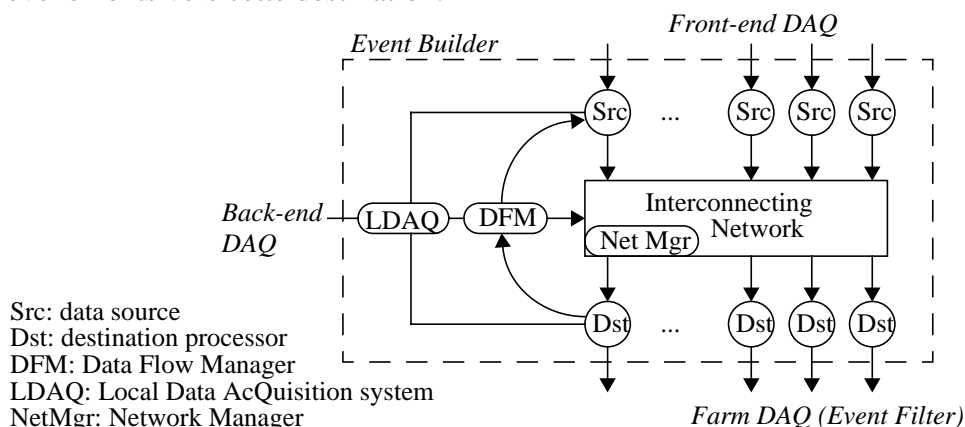 Front-end DAQ
Event Builder
Src
...
Src
Src
Src
Back-end
DAQ
LDAQ
DFM
Interconnecting
Network
Net Mgr
Dst
...
Dst
Dst
Dst
Src: data source
Dst: destination processor
DFM: Data Flow Manager
LDAQ: Local Data AcQuisition system
NetMgr: Network Manager
Farm DAQ (Event Filter)